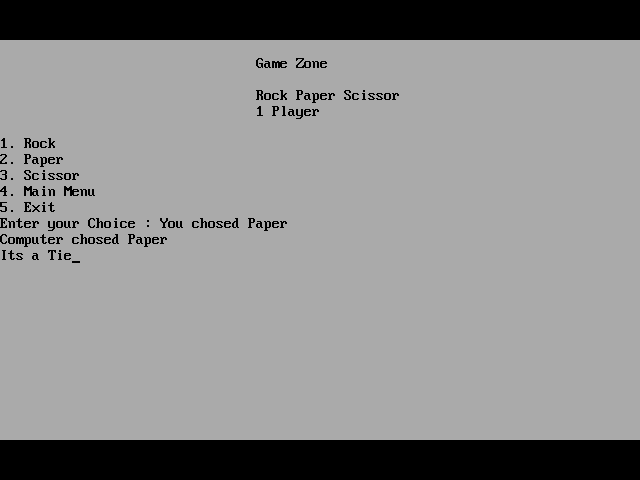 Game Zone
Rock Paper Scissor
1 Player
1. Rock
2. Paper
3. Scissor
4. Main Menu
5. Exit
Enter your Choice : You chosed Paper
Computer chosed Paper
Its a Tie_